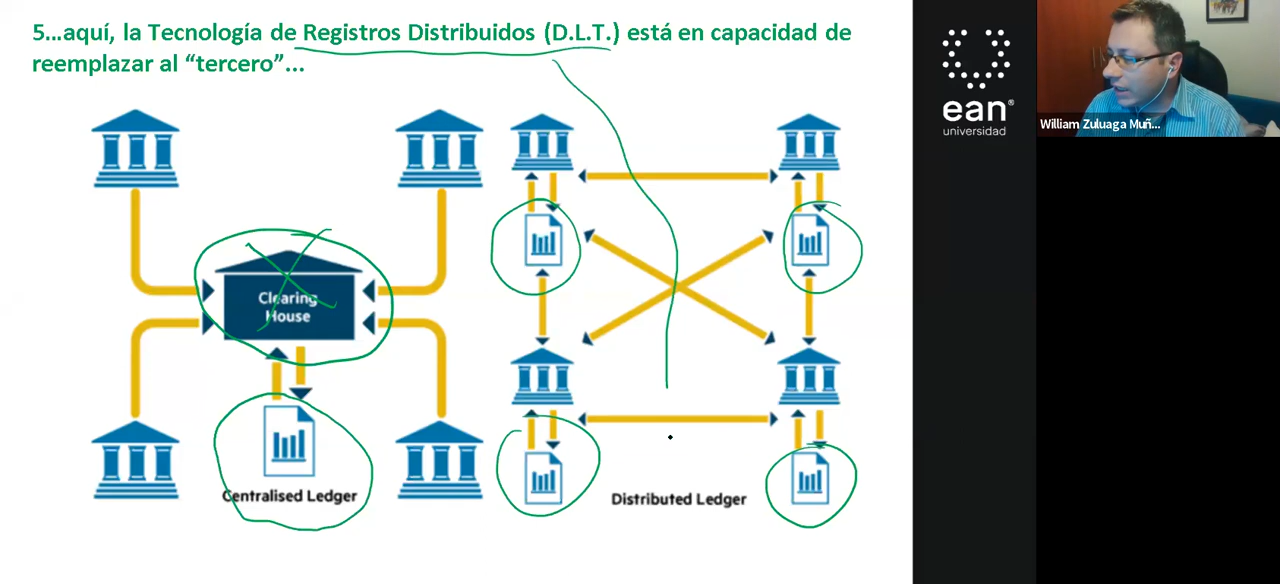 5...aquí, la Tecnología de Registros Distribuidos (D.L.T.) está en capacidad de
reemplazar al “tercero”...
Clearing
House
Centralised Ledger
Distributed Ledger
ean®
universidad
William Zuluaga Muñ...